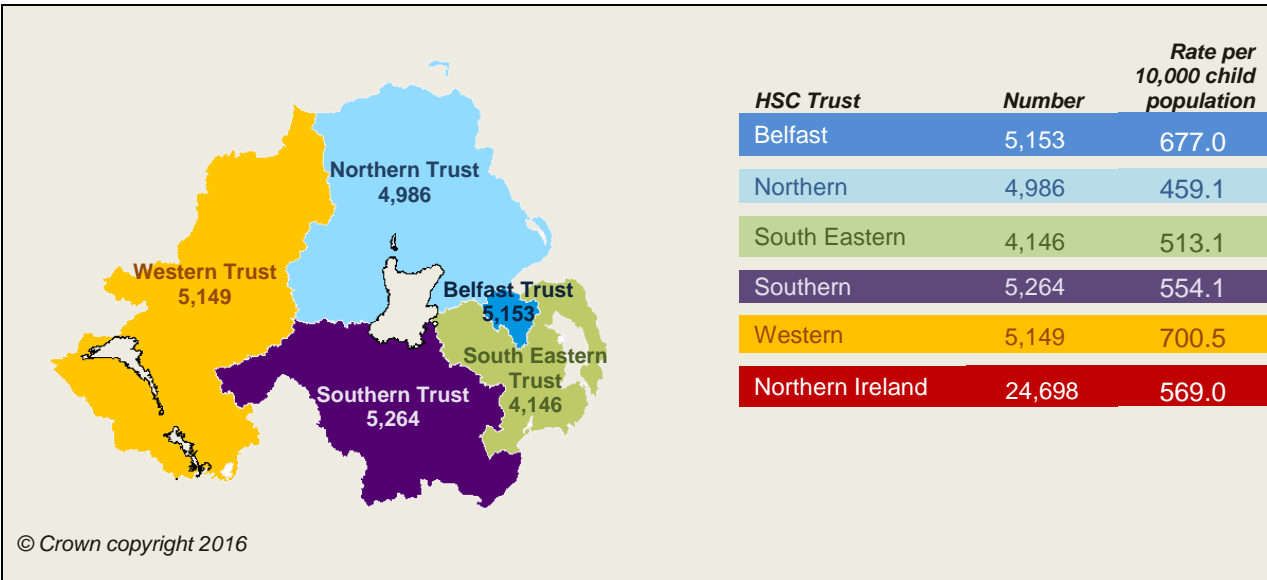 Northern Trust
4,986
Western Trust
5,149
Belfast Trust
5,153
South Eastern
Trust
4,146
Southern Trust
5,264
© Crown copyright 2016
Rate per
10,000 child
HSC Trust Number population
Belfast 5,153 677.0
Northern 4,986 459.1
South Eastern 4,146 513.1
Southern 5,264 554.1
Western 5,149 700.5
Northern Ireland 24,698 569.0